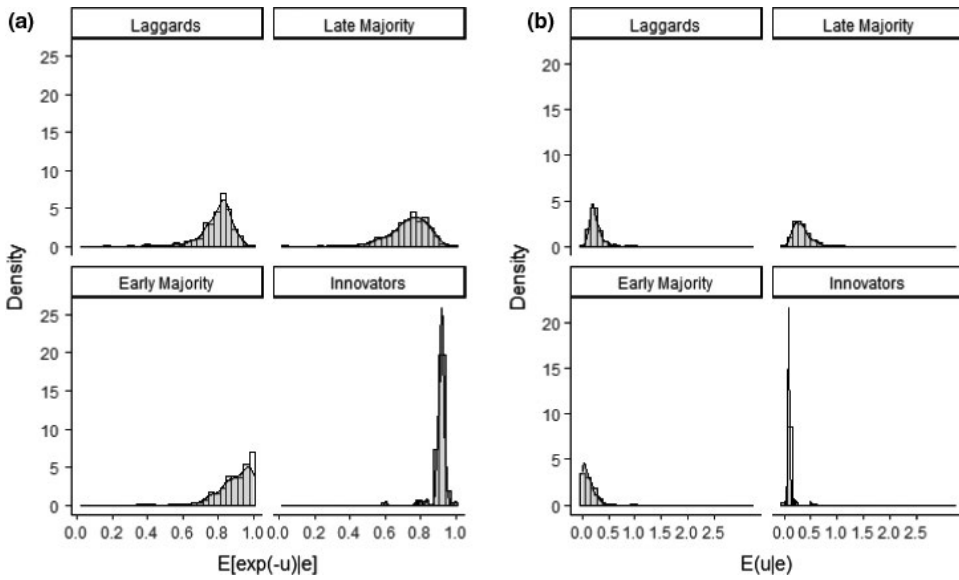 (a)
Laggards
Late Majority
25
20
15
10
5
0
Early Majority
Innovators
25
20
15
10
5
0
0.0 0.2 0.4 0.6 0.8 1.0
0.0 0.2 0.4 0.6 0.8 1.0
Density
E[exp(-u)|e]
(b)
Laggards
Late Majority
20
15
10
5
0
Early Majority
Innovators
20
15
10
5
0
0.0 0.5 1.0 1.5 2.0 2.5
0.0 0.5 1.0 1.5 2.0 2.5
Density
E(u|e)